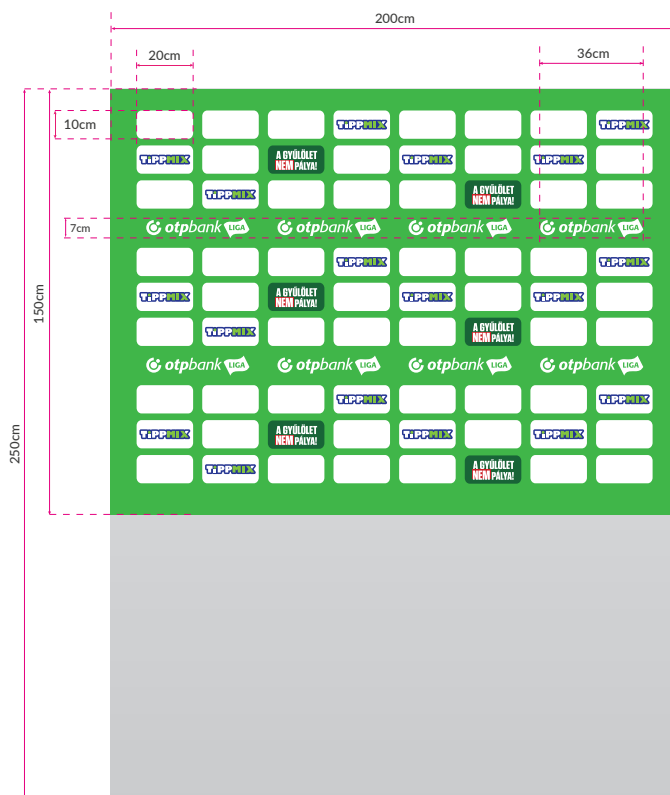 200cm
20cm
36cm
10cm
TiPPMIX
TiPPMIX
TiPPMIX
A GYŰLÖLET
NEM PÁLYA!
TiPPMIX
TiPPMIX
TiPPMIX
A GYŰLÖLET
NEM PÁLYA!
7cm
otpbank LIGA
otpbank LIGA
otpbank LIGA
otpbank LIGA
TiPPMIX
TiPPMIX
150cm
TiPPMIX
A GYŰLÖLET
NEM PÁLYA!
TiPPMIX
TiPPMIX
TiPPMIX
A GYŰLÖLET
NEM PÁLYA!
otpbank LIGA
otpbank LIGA
otpbank LIGA
otpbank LIGA
TiPPMIX
TiPPMIX
250cm
TiPPMIX
A GYŰLÖLET
NEM PÁLYA!
TiPPMIX
TiPPMIX
TiPPMIX
A GYŰLÖLET
NEM PÁLYA!